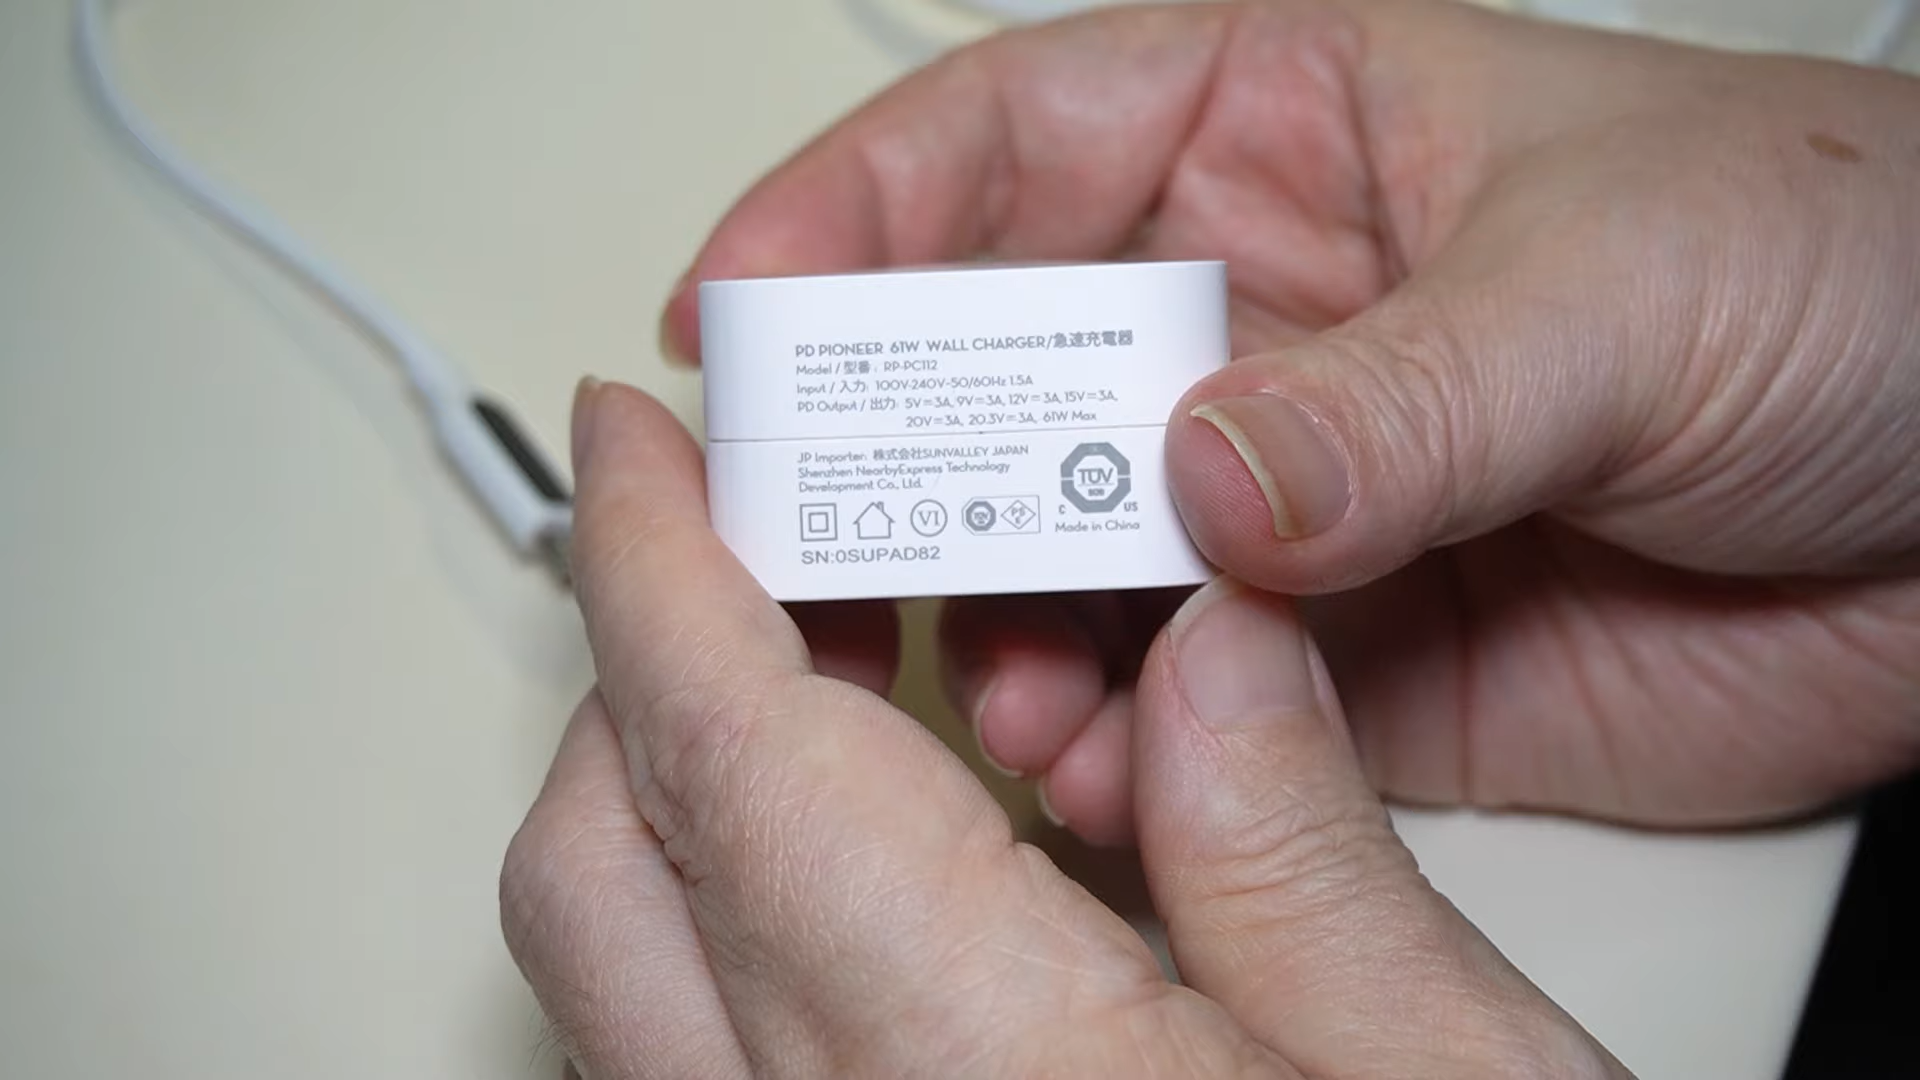 PD PIONEER 61W WALL CHARGER/急速充電器
Model / 型番 : RP-PC112
Input / 入力: 100V-240V~50/60Hz 1.5A
PD Output / 出力: 5V⎓3A, 9V⎓3A, 12V⎓3A, 15V⎓3A,
20V⎓3A, 20.3V⎓3A, 61W Max
JP Importer: 株式会社SUNVALLEY JAPAN
Shenzhen NearbyExpress Technology
Development Co., Ltd.
TÜV
C US
VI
PS
E
Made in China
SN:0SUPAD82